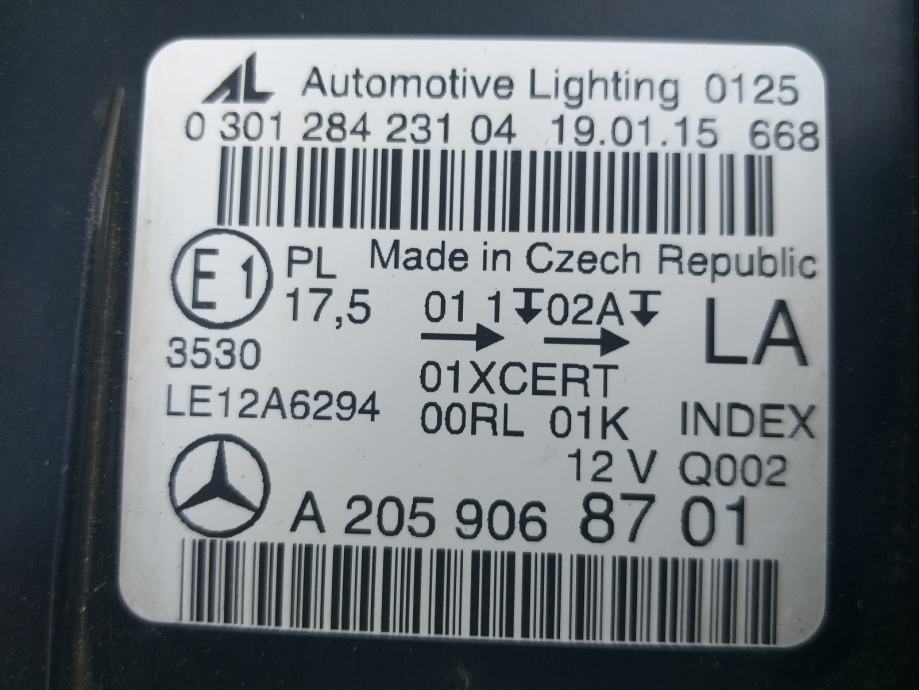 AL Automotive Lighting 0125
0 301 284 231 04 19.01.15 668
E1 PL Made in Czech Republic
17,5 01 1 02A LA
3530
01XCERT
LE12A6294 00RL 01K INDEX
12 V Q002
A 205 906 87 01